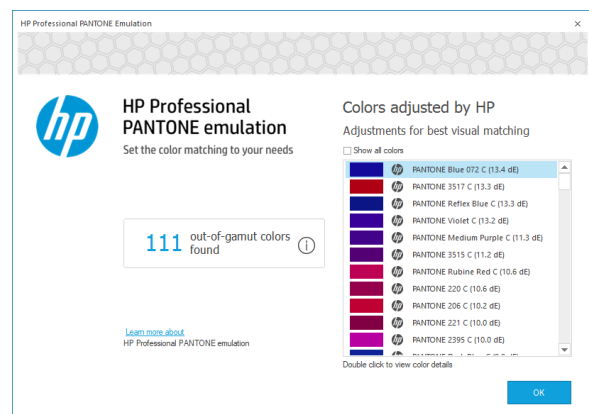 HP Professional PANTONE Emulation
hp
HP Professional
PANTONE emulation
Set the color matching to your needs
111 out-of-gamut colors
found
Learn more about
HP Professional PANTONE emulation
Colors adjusted by HP
Adjustments for best visual matching
Show all colors
PANTONE Blue 072 C (13.4 dE)
PANTONE 3517 C (13.3 dE)
PANTONE Reflex Blue C (13.3 dE)
PANTONE Violet C (13.2 dE)
PANTONE Medium Purple C (11.3 dE)
PANTONE 3515 C (11.2 dE)
PANTONE Rubine Red C (10.6 dE)
PANTONE 220 C (10.6 dE)
PANTONE 206 C (10.2 dE)
PANTONE 221 C (10.0 dE)
PANTONE 2395 C (10.0 dE)
Double click to view color details
OK